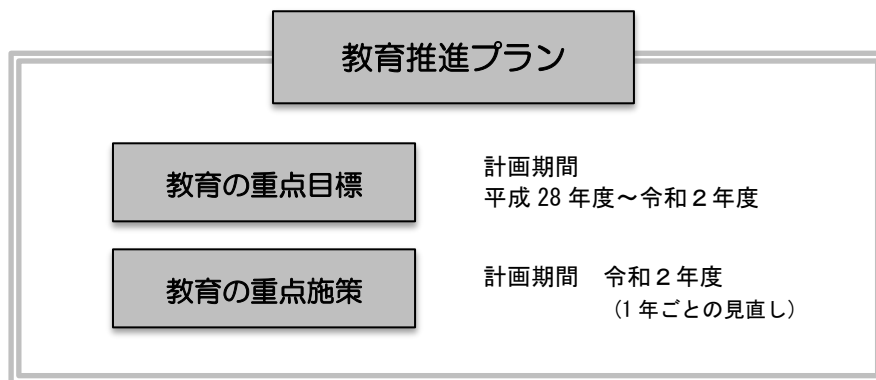 教育推進プラン
教育の重点目標
計画期間
平成 28 年度～令和２年度
教育の重点施策
計画期間　令和２年度
（1 年ごとの見直し）